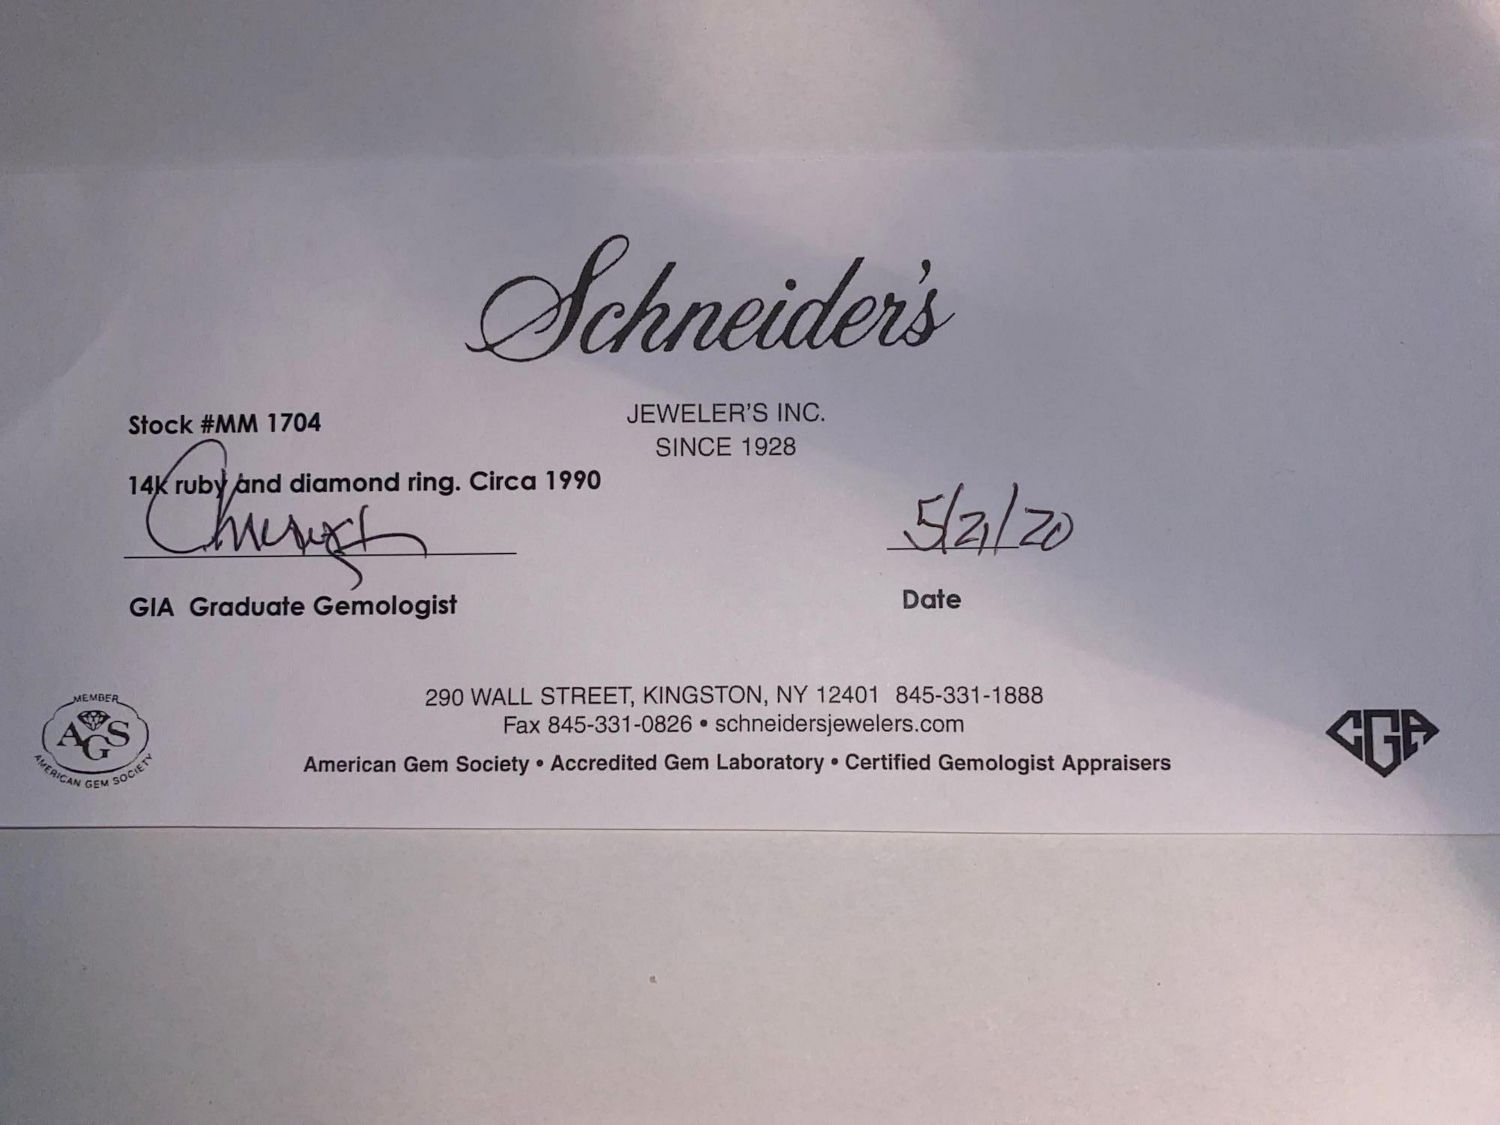 Schneider's
JEWELER'S INC.
SINCE 1928
Stock #MM 1704
14K ruby and diamond ring. Circa 1990
5/21/20
GIA Graduate Gemologist
Date
290 WALL STREET, KINGSTON, NY 12401 845-331-1888
Fax 845-331-0826 • schneidersjewelers.com
American Gem Society • Accredited Gem Laboratory • Certified Gemologist Appraisers
MEMBER
AGS
AMERICAN GEM SOCIETY
CGA